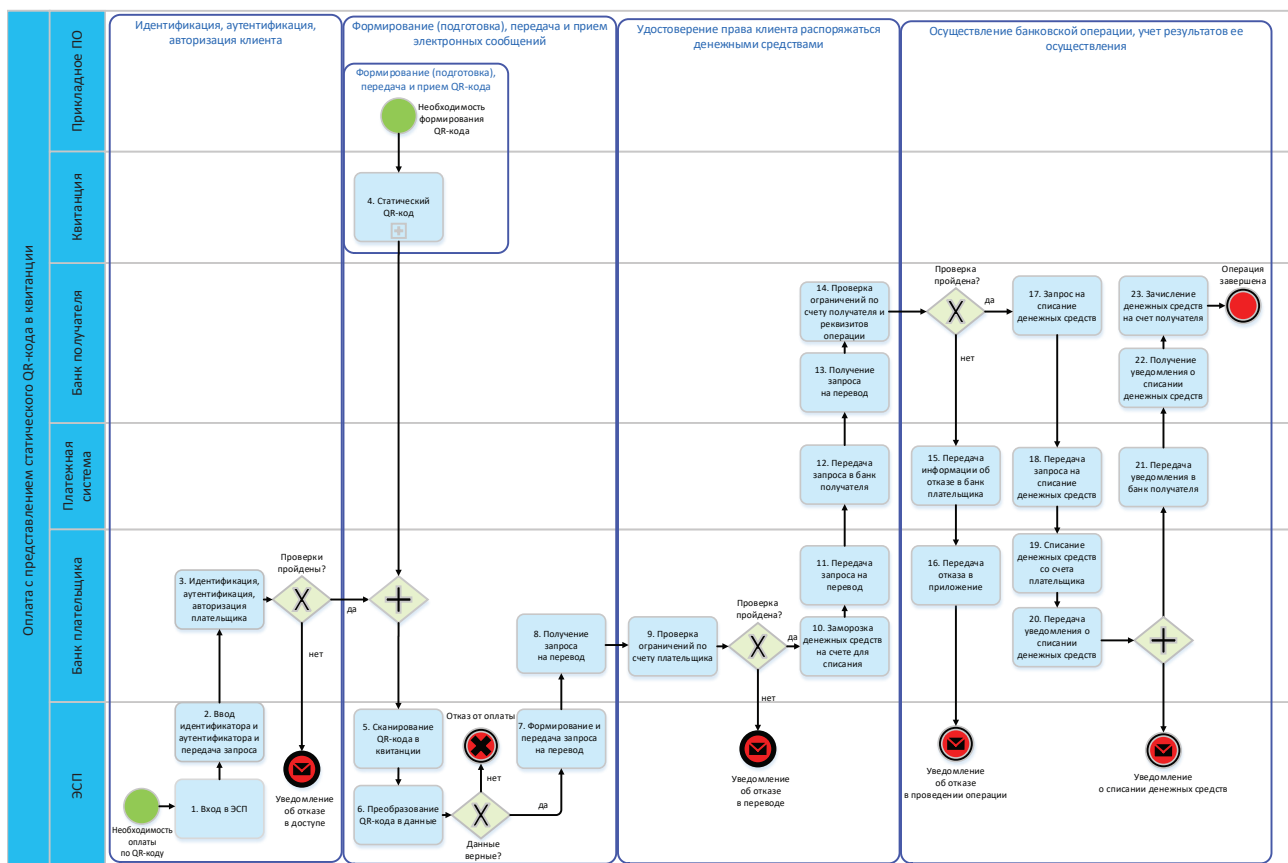 Оплата с представлением статического QR-кода в квитанции
Прикладное ПО
Квитанция
Банк получателя
Платежная
система
Банк плательщика
ЭСП
Идентификация, аутентификация,
авторизация клиента
Необходимость
оплаты
по QR-коду
1. Вход в ЭСП
2. Ввод
идентификатора и
аутентификатора и
передача запроса
3. Идентификация,
аутентификация,
авторизация
плательщика
Проверки
пройдены?
да
нет
Уведомление
об отказе
в доступе
Формирование (подготовка), передача и прием
электронных сообщений
Формирование (подготовка),
передача и прием QR-кода
Необходимость
формирования
QR-кода
4. Статический
QR-код
5. Сканирование
QR-кода в
квитанции
6. Преобразование
QR-кода в данные
Данные
верные?
нет
Отказ от оплаты
да
7. Формирование и
передача запроса
на перевод
8. Получение
запроса
на перевод
Удостоверение права клиента распоряжаться
денежными средствами
9. Проверка
ограничений по
счету плательщика
Проверка
пройдена?
да
нет
Уведомление
об отказе
в переводе
10. Заморозка
денежных средств
на счете для
списания
11. Передача
запроса на
перевод
12. Передача
запроса в банк
получателя
13. Получение
запроса
на перевод
14. Проверка
ограничений по
счету получателя и
реквизитов
операции
Осуществление банковской операции, учет результатов ее
осуществления
Проверка
пройдена?
да
нет
15. Передача
информации об
отказе в банк
плательщика
16. Передача
отказа в
приложение
Уведомление
об отказе
в проведении операции
17. Запрос на
списание
денежных средств
18. Передача
запроса на
списание
денежных средств
19. Списание
денежных средств
со счета
плательщика
20. Передача
уведомления о
списании
денежных средств
Уведомление
о списании денежных средств
21. Передача
уведомления в
банк получателя
22. Получение
уведомления о
списании
денежных средств
23. Зачисление
денежных средств
на счет получателя
Операция
завершена